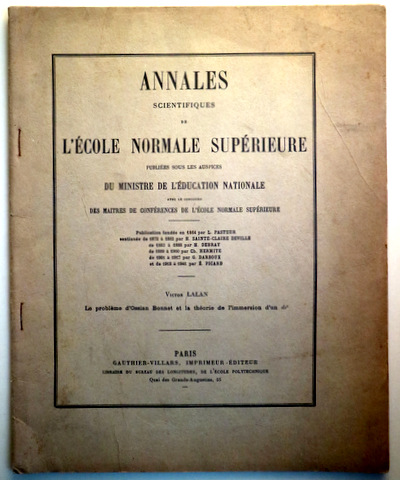 ANNALES
SCIENTIFIQUES
DE
L'ÉCOLE NORMALE SUPÉRIEURE
PUBLIÉES SOUS LES AUSPICES
DU MINISTRE DE L'ÉDUCATION NATIONALE
AVEC LE CONCOURS
DES MAITRES DE CONFÉRENCES DE L'ÉCOLE NORMALE SUPÉRIEURE
Publication fondée en 1864 par L. PASTEUR
continuée de 1872 à 1882 par H. SAINTE-CLAIRE DEVILLE
de 1883 à 1888 par H. DEBRAY
de 1889 à 1900 par Ch. HERMITE
de 1901 à 1917 par G. DARBOUX
et de 1918 à 1941 par É. PICARD
VICTOR LALAN
Le problème d'Ossian Bonnet et la théorie de l'immersion d'un ds²
PARIS
GAUTHIER-VILLARS, IMPRIMEUR-ÉDITEUR
LIBRAIRE DU BUREAU DES LONGITUDES, DE L'ÉCOLE POLYTECHNIQUE
Quai des Grands-Augustins, 55